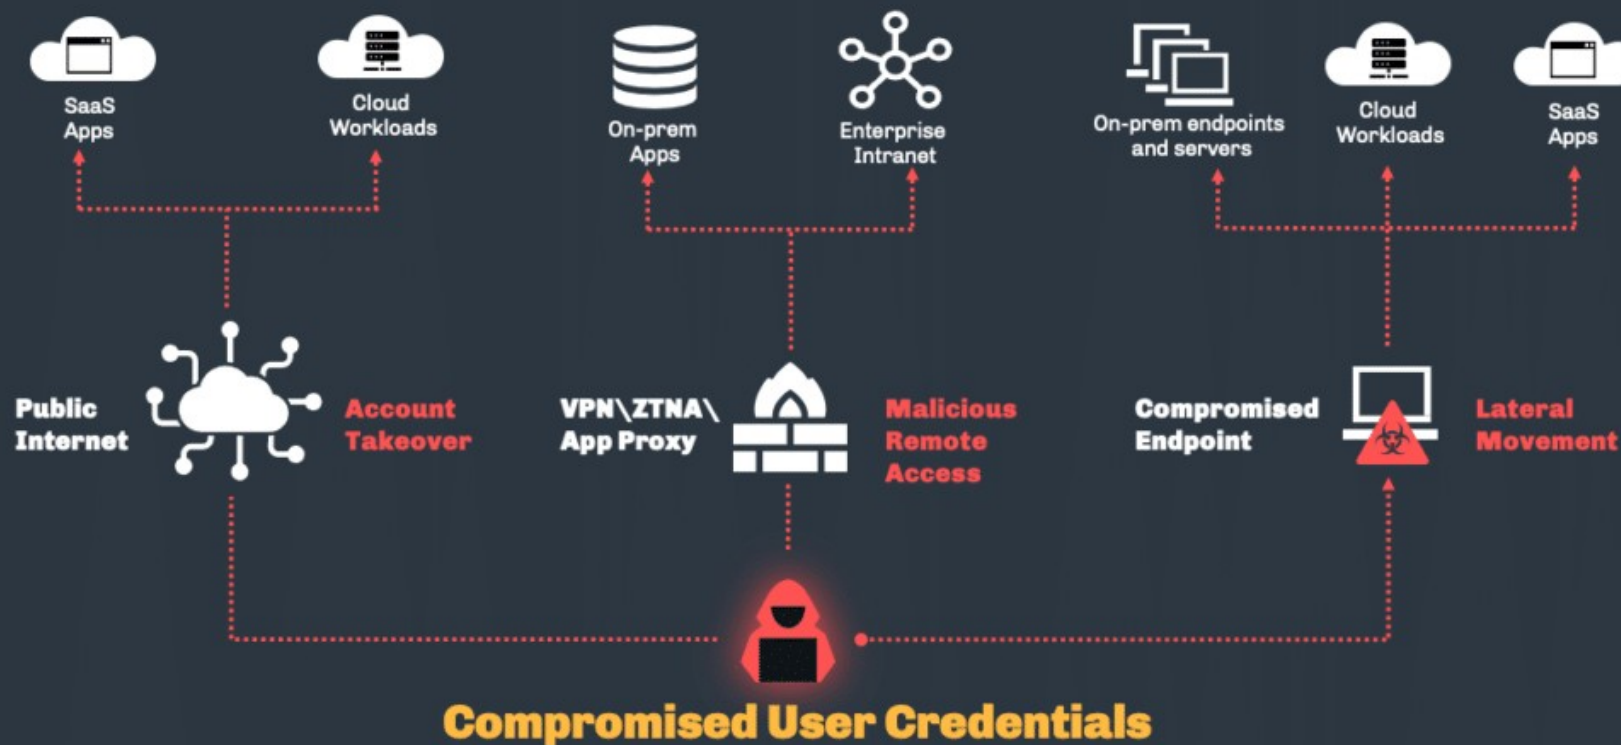 SaaS
Apps
Cloud
Workloads
On-prem
Apps
Enterprise
Intranet
On-prem endpoints
and servers
Cloud
Workloads
SaaS
Apps
Public
Internet
Account
Takeover
VPN\ZTNA\
App Proxy
Malicious
Remote
Access
Compromised
Endpoint
Lateral
Movement
Compromised User Credentials